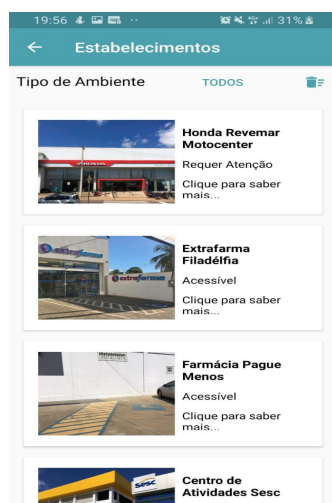 19:56 31%
Estabelecimentos
Tipo de Ambiente TODOS
Honda Revemar
Motocenter
Requer Atenção
Clique para saber
mais...
Extrafarma
Filadélfia
Acessível
Clique para saber
mais...
extrafarma
extrafarma
Farmácia Pague
Menos
Acessível
Clique para saber
mais...
Centro de
Atividades Sesc
sesc